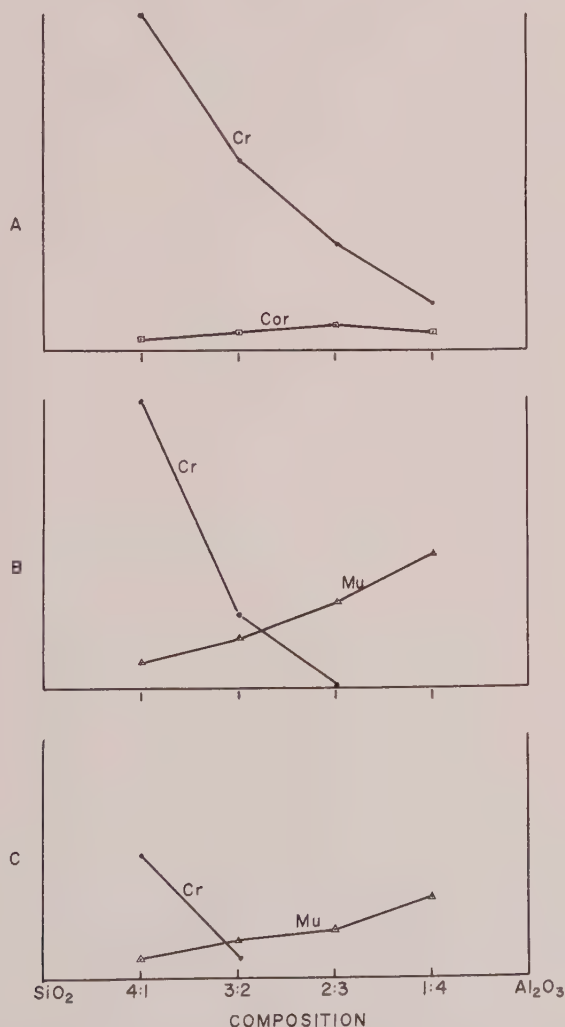 Cr
A
Cor
Cr
B
Mu
C
Cr
Mu
SiO₂ 4:1 3:2 2:3 1:4 Al₂O₃
COMPOSITION